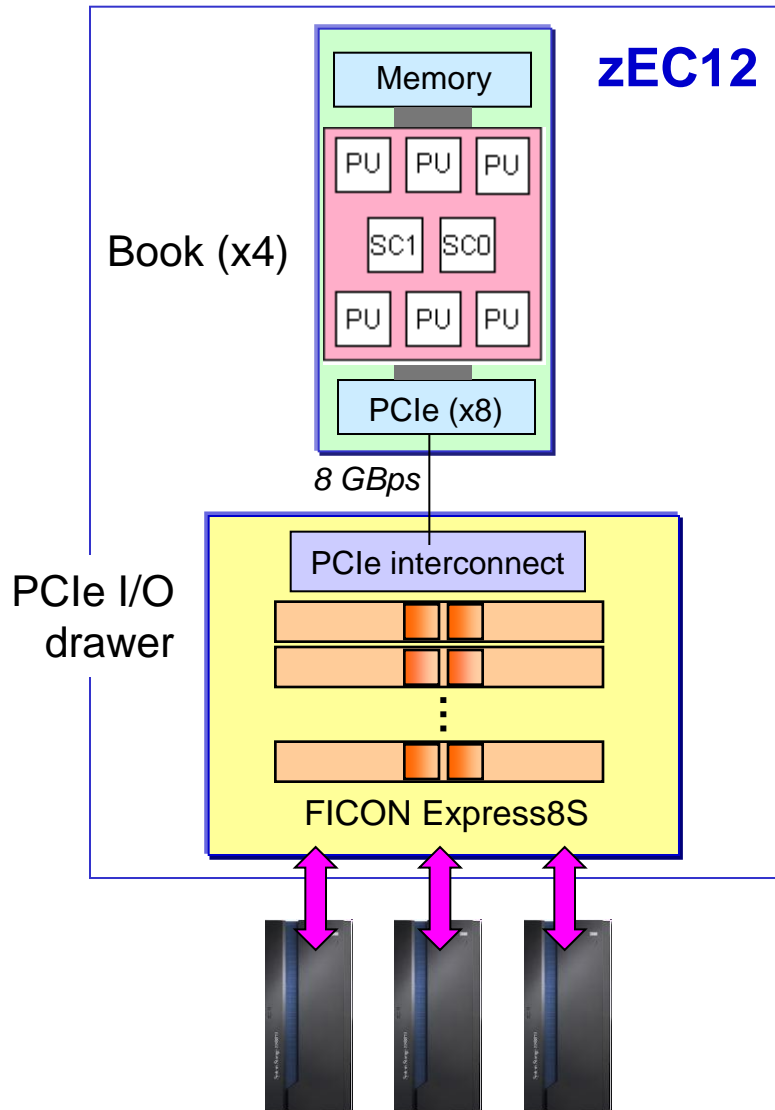 zEC12
Memory
PU PU PU
Book (x4)
SC1 SC0
PU PU PU
PCIe (x8)
8 GBps
PCIe interconnect
PCIe I/O
drawer
FICON Express8S